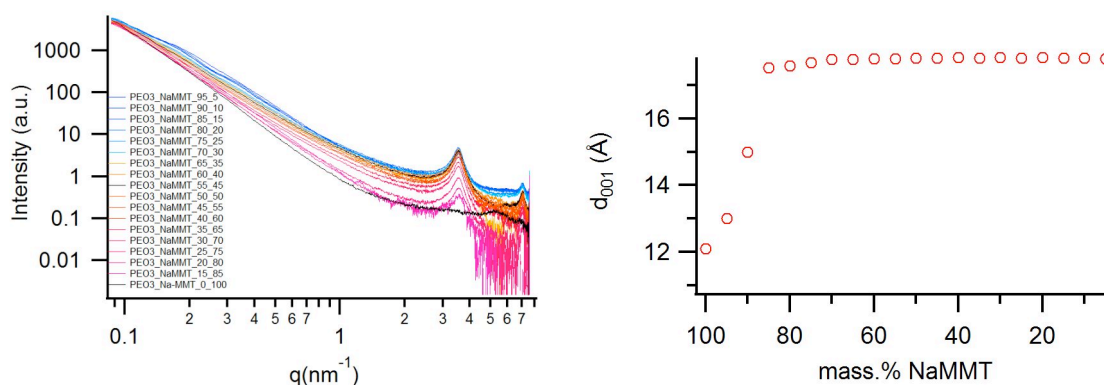 1000
100
10
1
0.1
0.01
Intensity (a.u.)
PEO3_NaMMT_95_5
PEO3_NaMMT_90_10
PEO3_NaMMT_85_15
PEO3_NaMMT_80_20
PEO3_NaMMT_75_25
PEO3_NaMMT_70_30
PEO3_NaMMT_65_35
PEO3_NaMMT_60_40
PEO3_NaMMT_55_45
PEO3_NaMMT_50_50
PEO3_NaMMT_45_55
PEO3_NaMMT_40_60
PEO3_NaMMT_35_65
PEO3_NaMMT_30_70
PEO3_NaMMT_25_75
PEO3_NaMMT_20_80
PEO3_NaMMT_15_85
PEO3_Na-MMT_0_100
2 3 4 5 6 7 2 3 4 5 6 7
0.1 1
q(nm⁻¹)
16
14
12
d₀₀₁ (Å)
100 80 60 40 20
mass.% NaMMT